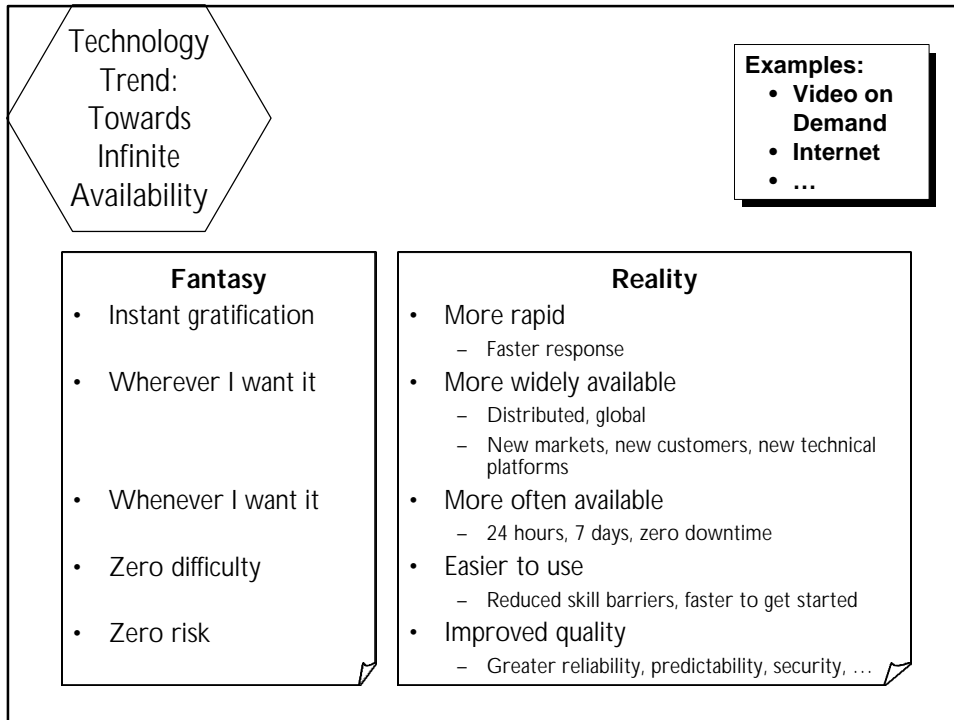 Technology
Trend:
Towards
Infinite
Availability
Examples:
• Video on
Demand
• Internet
• …
Fantasy
• Instant gratification
• Wherever I want it
• Whenever I want it
• Zero difficulty
• Zero risk
Reality
• More rapid
– Faster response
• More widely available
– Distributed, global
– New markets, new customers, new technical
platforms
• More often available
– 24 hours, 7 days, zero downtime
• Easier to use
– Reduced skill barriers, faster to get started
• Improved quality
– Greater reliability, predictability, security, …